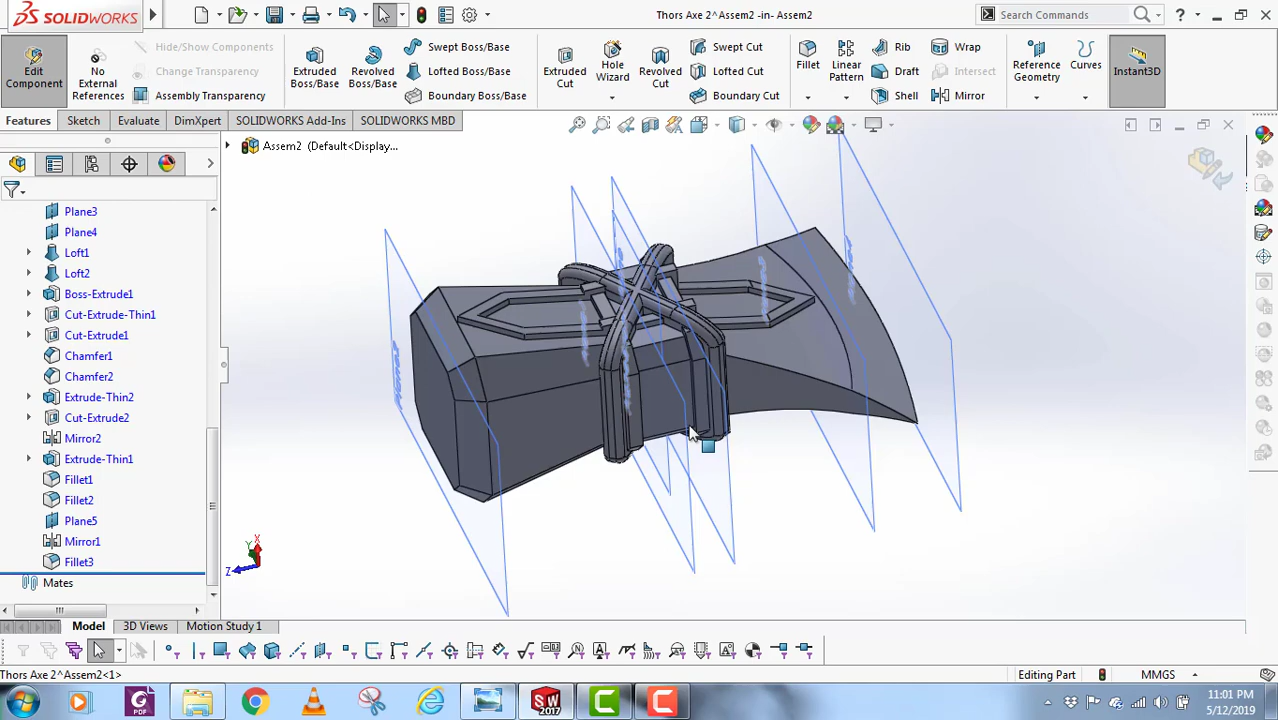 SOLIDWORKS
Thors Axe 2^Assem2 -in- Assem2
Search Commands
Edit Component
No External References
Hide/Show Components
Change Transparency
Assembly Transparency
Extruded Boss/Base
Revolved Boss/Base
Swept Boss/Base
Lofted Boss/Base
Boundary Boss/Base
Extruded Cut
Hole Wizard
Revolved Cut
Swept Cut
Lofted Cut
Boundary Cut
Fillet
Linear Pattern
Rib
Draft
Shell
Wrap
Intersect
Mirror
Reference Geometry
Curves
Instant3D
Features Sketch Evaluate DimXpert SOLIDWORKS Add-Ins SOLIDWORKS MBD
Assem2 (Default<Display...
Plane3
Plane4
Loft1
Loft2
Boss-Extrude1
Cut-Extrude-Thin1
Cut-Extrude1
Chamfer1
Chamfer2
Extrude-Thin2
Cut-Extrude2
Mirror2
Extrude-Thin1
Fillet1
Fillet2
Plane5
Mirror1
Fillet3
Mates
X
Y
Z
Model 3D Views Motion Study 1
Thors Axe 2^Assem2<1>
Editing Part
MMGS
PDF
SW
2017
11:01 PM
5/12/2019